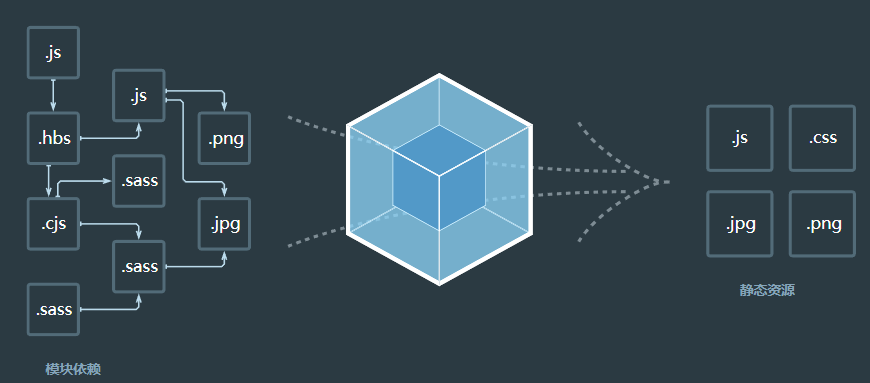 .js
.js
.hbs
.png
.sass
.cjs
.jpg
.sass
.sass
模块依赖
.js
.css
.jpg
.png
静态资源